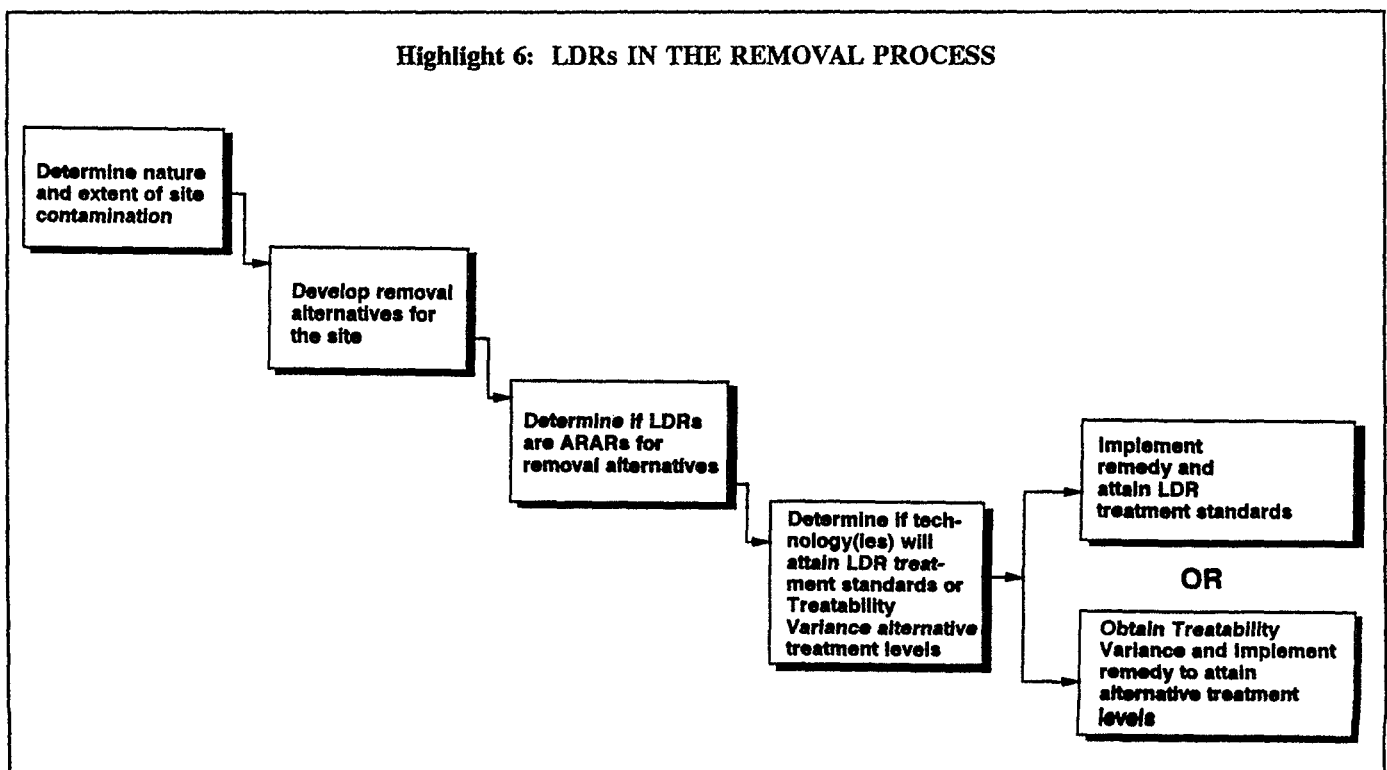 Highlight 6: LDRs IN THE REMOVAL PROCESS
Determine nature
and extent of site
contamination
Develop removal
alternatives for
the site
Determine if LDRs
are ARARs for
removal alternatives
Determine if tech-
nology(ies) will
attain LDR treat-
ment standards or
Treatability
Variance alternative
treatment levels
Implement
remedy and
attain LDR
treatment standards
OR
Obtain Treatability
Variance and Implement
remedy to attain
alternative treatment
levels